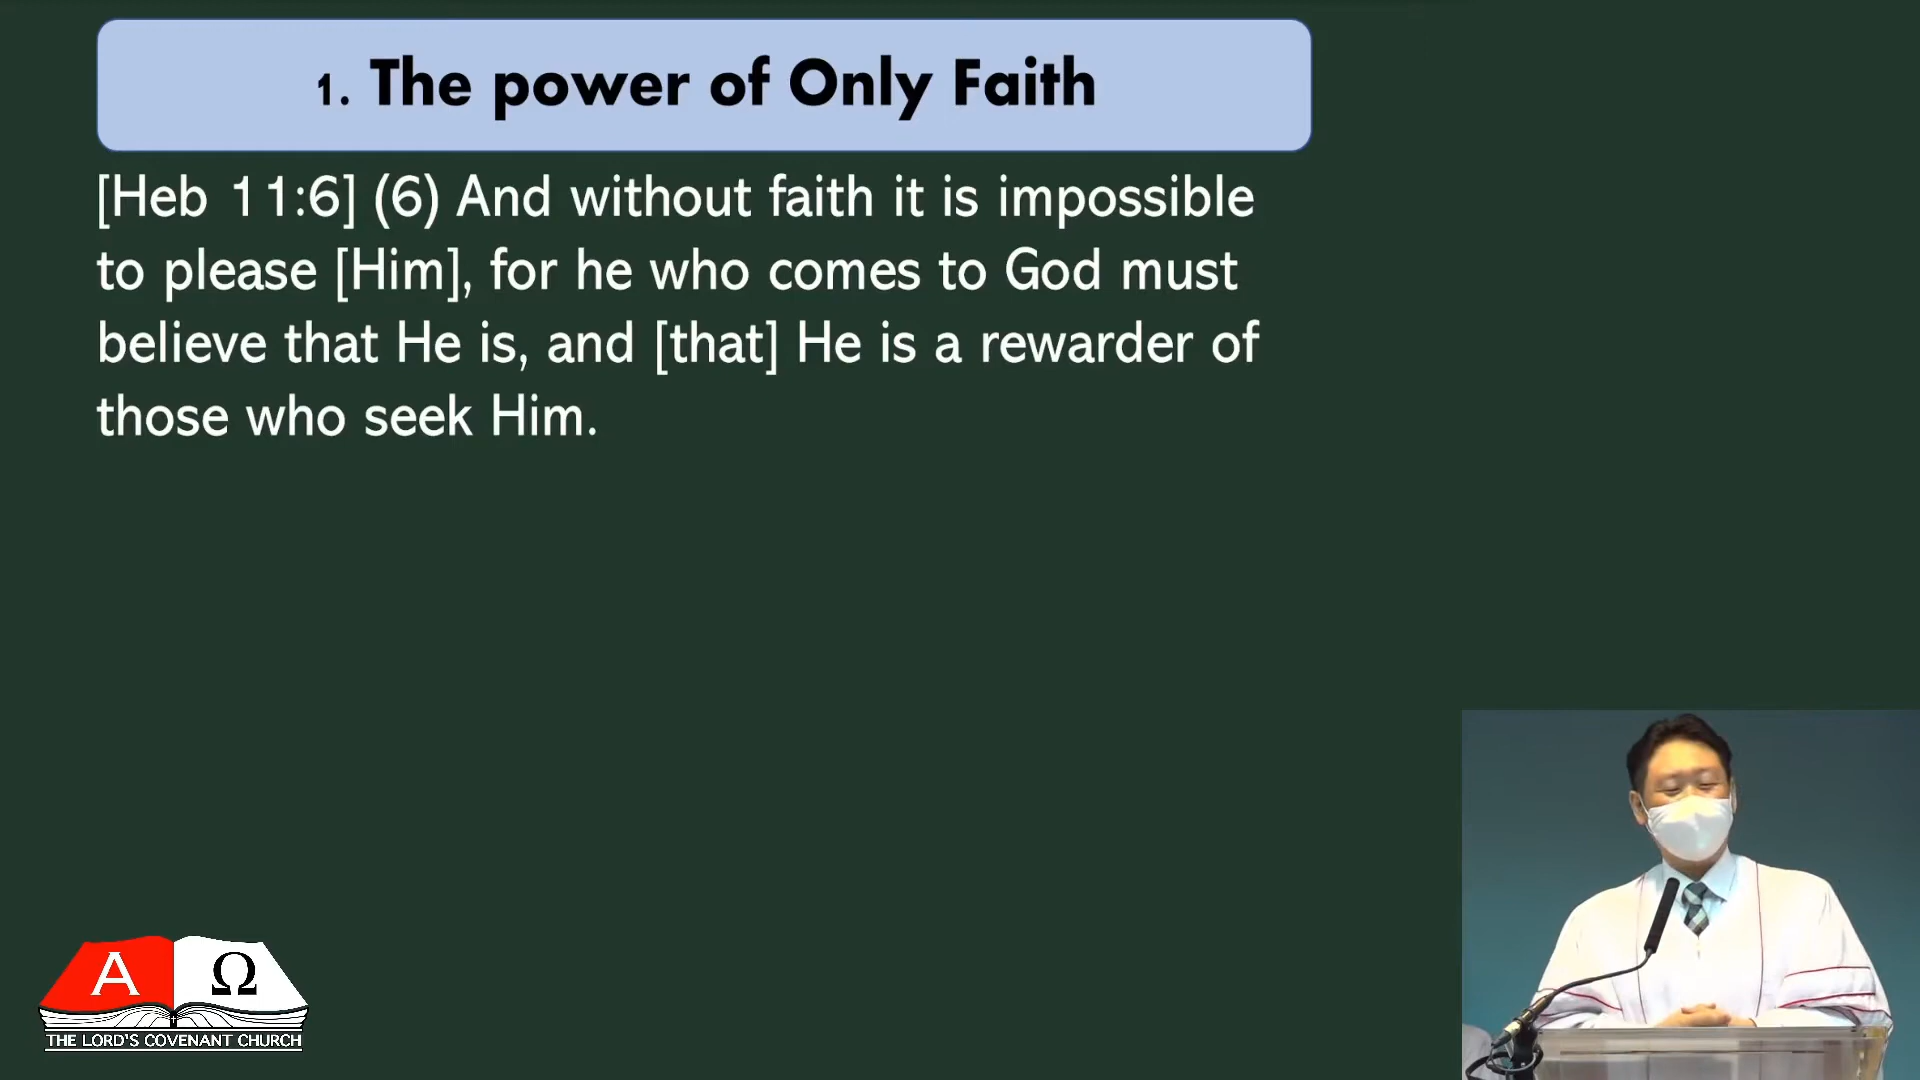 1. The power of Only Faith
[Heb 11:6] (6) And without faith it is impossible
to please [Him], for he who comes to God must
believe that He is, and [that] He is a rewarder of
those who seek Him.
Α Ω
THE LORD'S COVENANT CHURCH